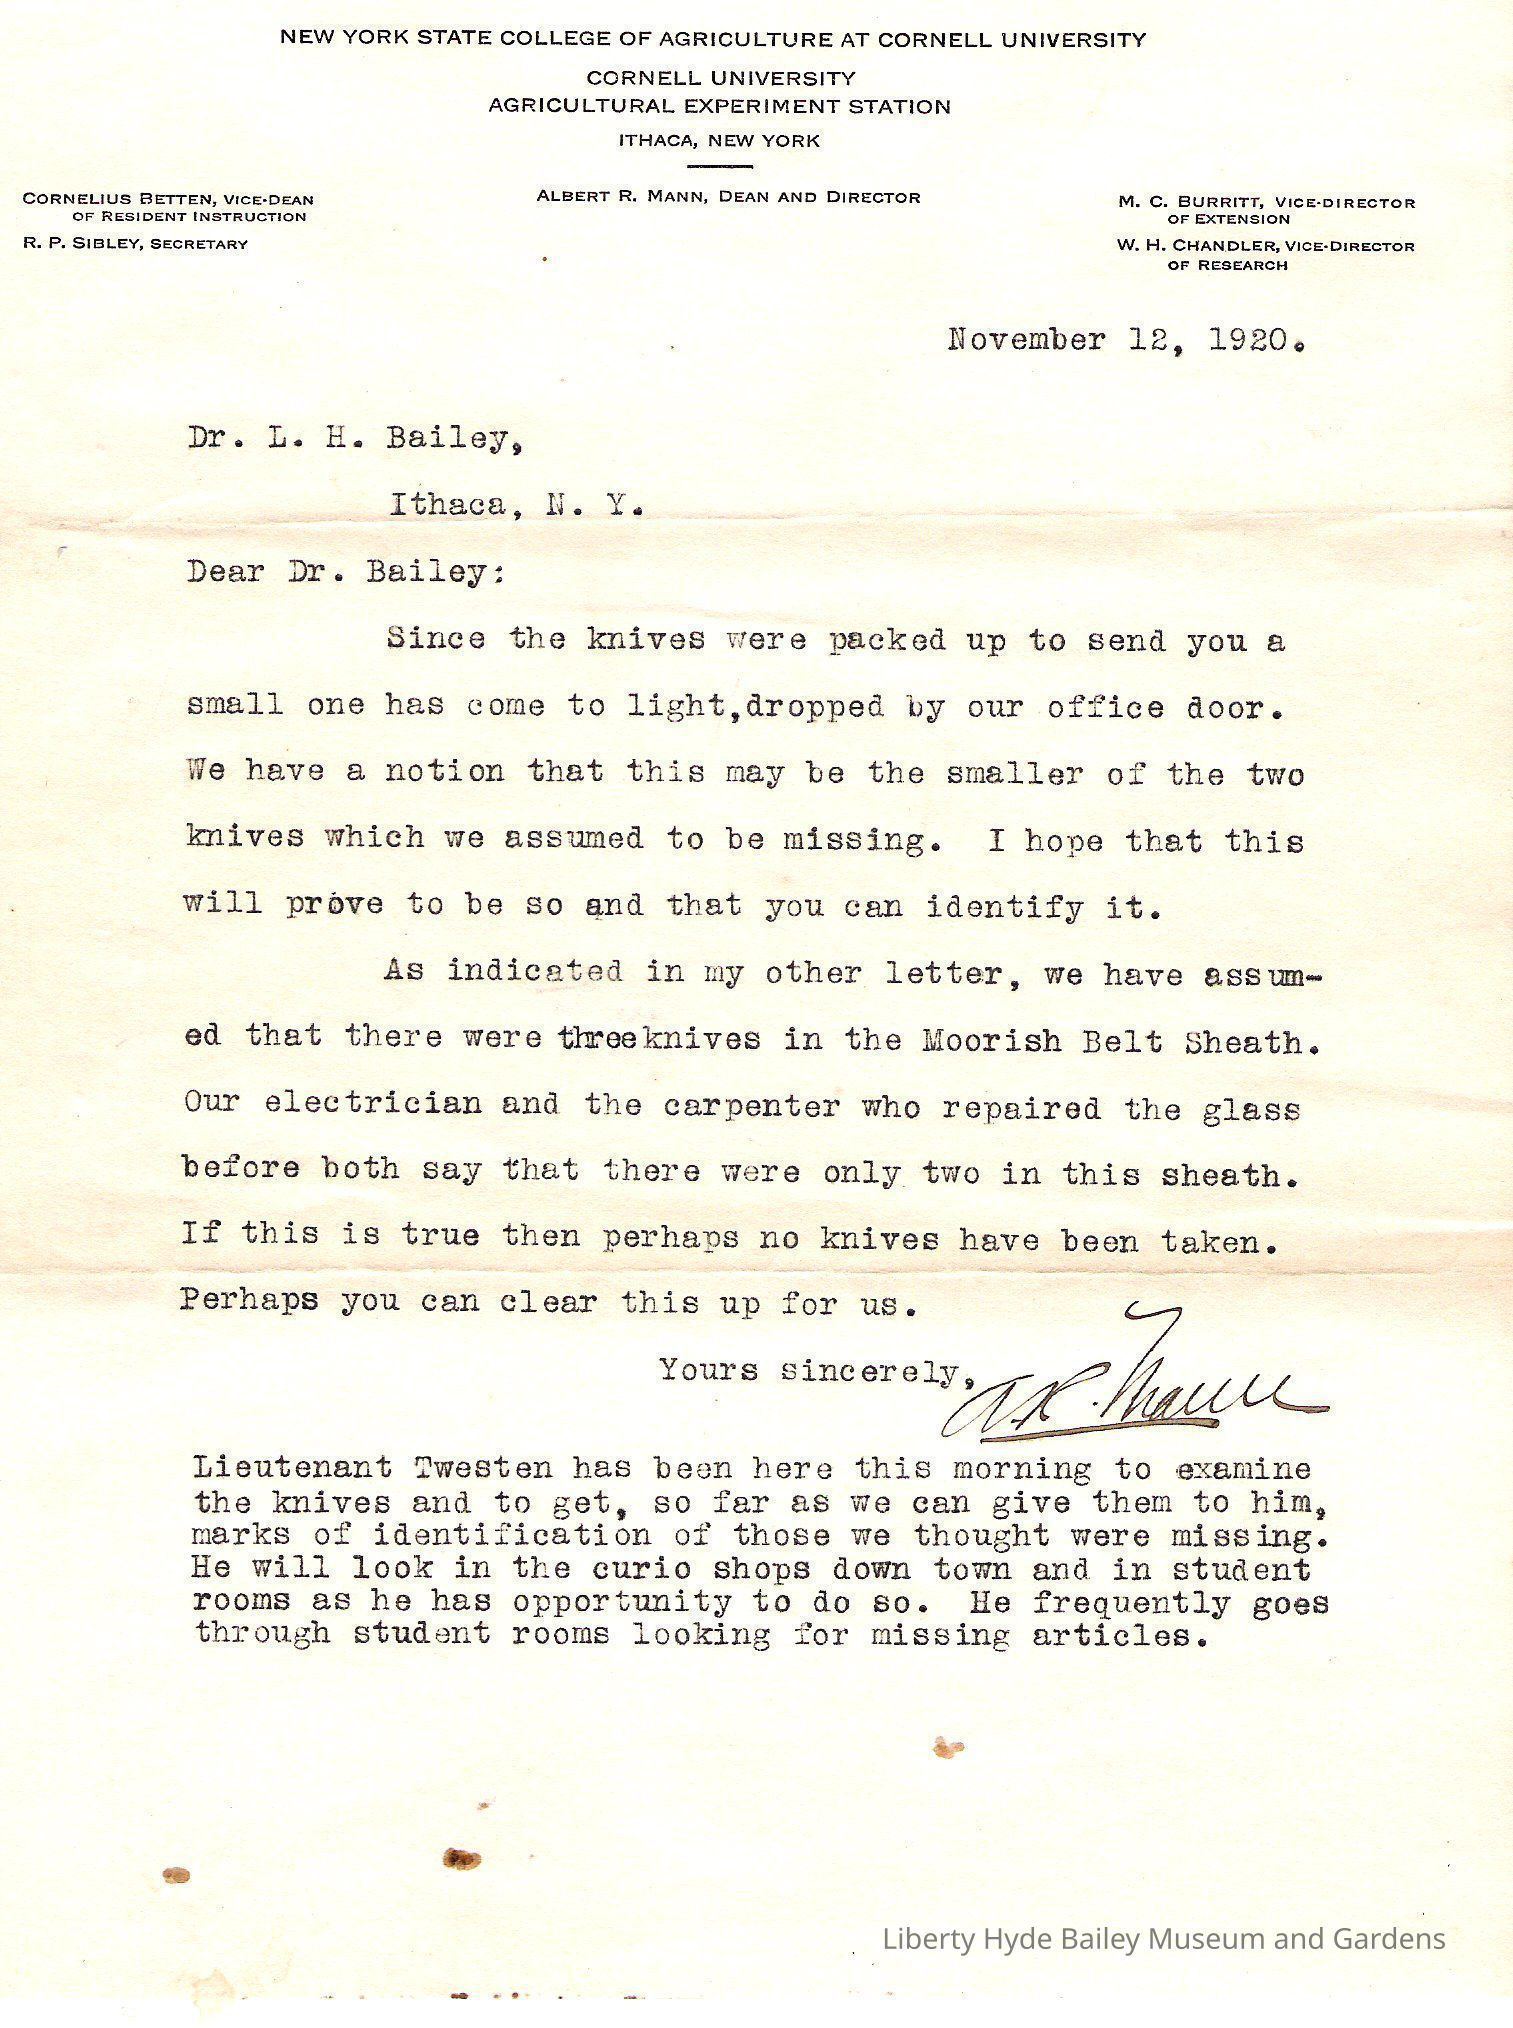 NEW YORK STATE COLLEGE OF AGRICULTURE AT CORNELL UNIVERSITY
CORNELL UNIVERSITY
AGRICULTURAL EXPERIMENT STATION
ITHACA, NEW YORK
CORNELIUS BETTEN, VICE-DEAN
OF RESIDENT INSTRUCTION
R. P. SIBLEY, SECRETARY
ALBERT R. MANN, DEAN AND DIRECTOR
M. C. BURRITT, VICE-DIRECTOR
OF EXTENSION
W. H. CHANDLER, VICE-DIRECTOR
OF RESEARCH
November 12, 1920.
Dr. L. H. Bailey,
Ithaca, N. Y.
Dear Dr. Bailey:
Since the knives were packed up to send you a
small one has come to light,dropped by our office door.
We have a notion that this may be the smaller of the two
knives which we assumed to be missing. I hope that this
will prove to be so and that you can identify it.
As indicated in my other letter, we have assum-
ed that there were three knives in the Moorish Belt Sheath.
Our electrician and the carpenter who repaired the glass
before both say that there were only two in this sheath.
If this is true then perhaps no knives have been taken.
Perhaps you can clear this up for us.
Yours sincerely,
A. R. Mann
Lieutenant Twesten has been here this morning to examine
the knives and to get, so far as we can give them to him,
marks of identification of those we thought were missing.
He will look in the curio shops down town and in student
rooms as he has opportunity to do so. He frequently goes
through student rooms looking for missing articles.
Liberty Hyde Bailey Museum and Gardens